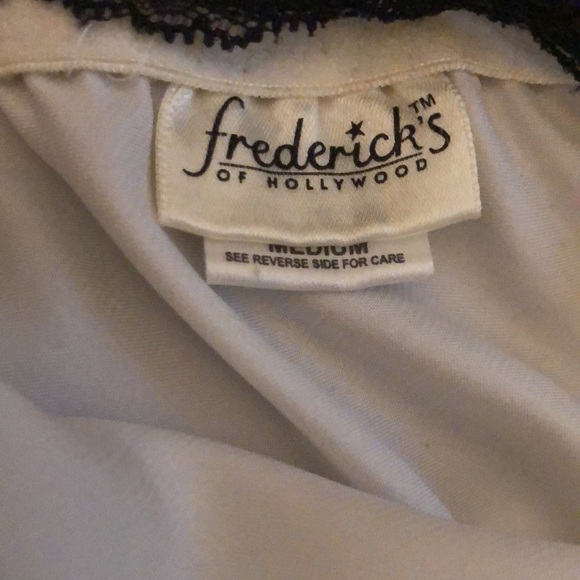 frederick's™
OF HOLLYWOOD
MEDIUM
SEE REVERSE SIDE FOR CARE